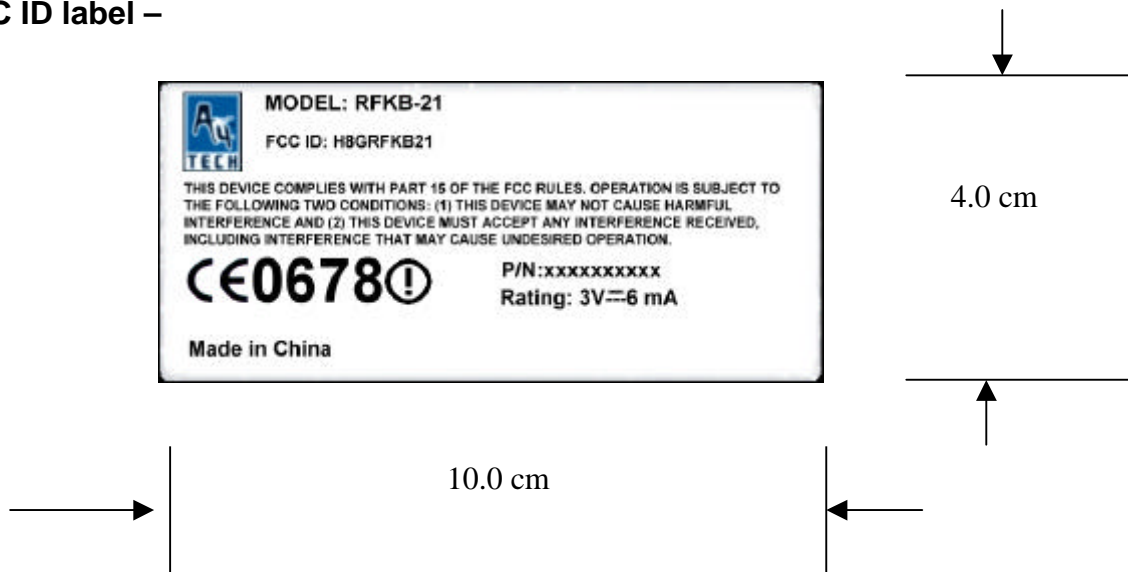 C ID label –
A4
TECH
MODEL: RFKB-21
FCC ID: H8GRFKB21
THIS DEVICE COMPLIES WITH PART 15 OF THE FCC RULES. OPERATION IS SUBJECT TO
THE FOLLOWING TWO CONDITIONS: (1) THIS DEVICE MAY NOT CAUSE HARMFUL
INTERFERENCE AND (2) THIS DEVICE MUST ACCEPT ANY INTERFERENCE RECEIVED,
INCLUDING INTERFERENCE THAT MAY CAUSE UNDESIRED OPERATION.
CE0678
P/N:xxxxxxxxxx
Rating: 3V⎓6 mA
Made in China
4.0 cm
10.0 cm